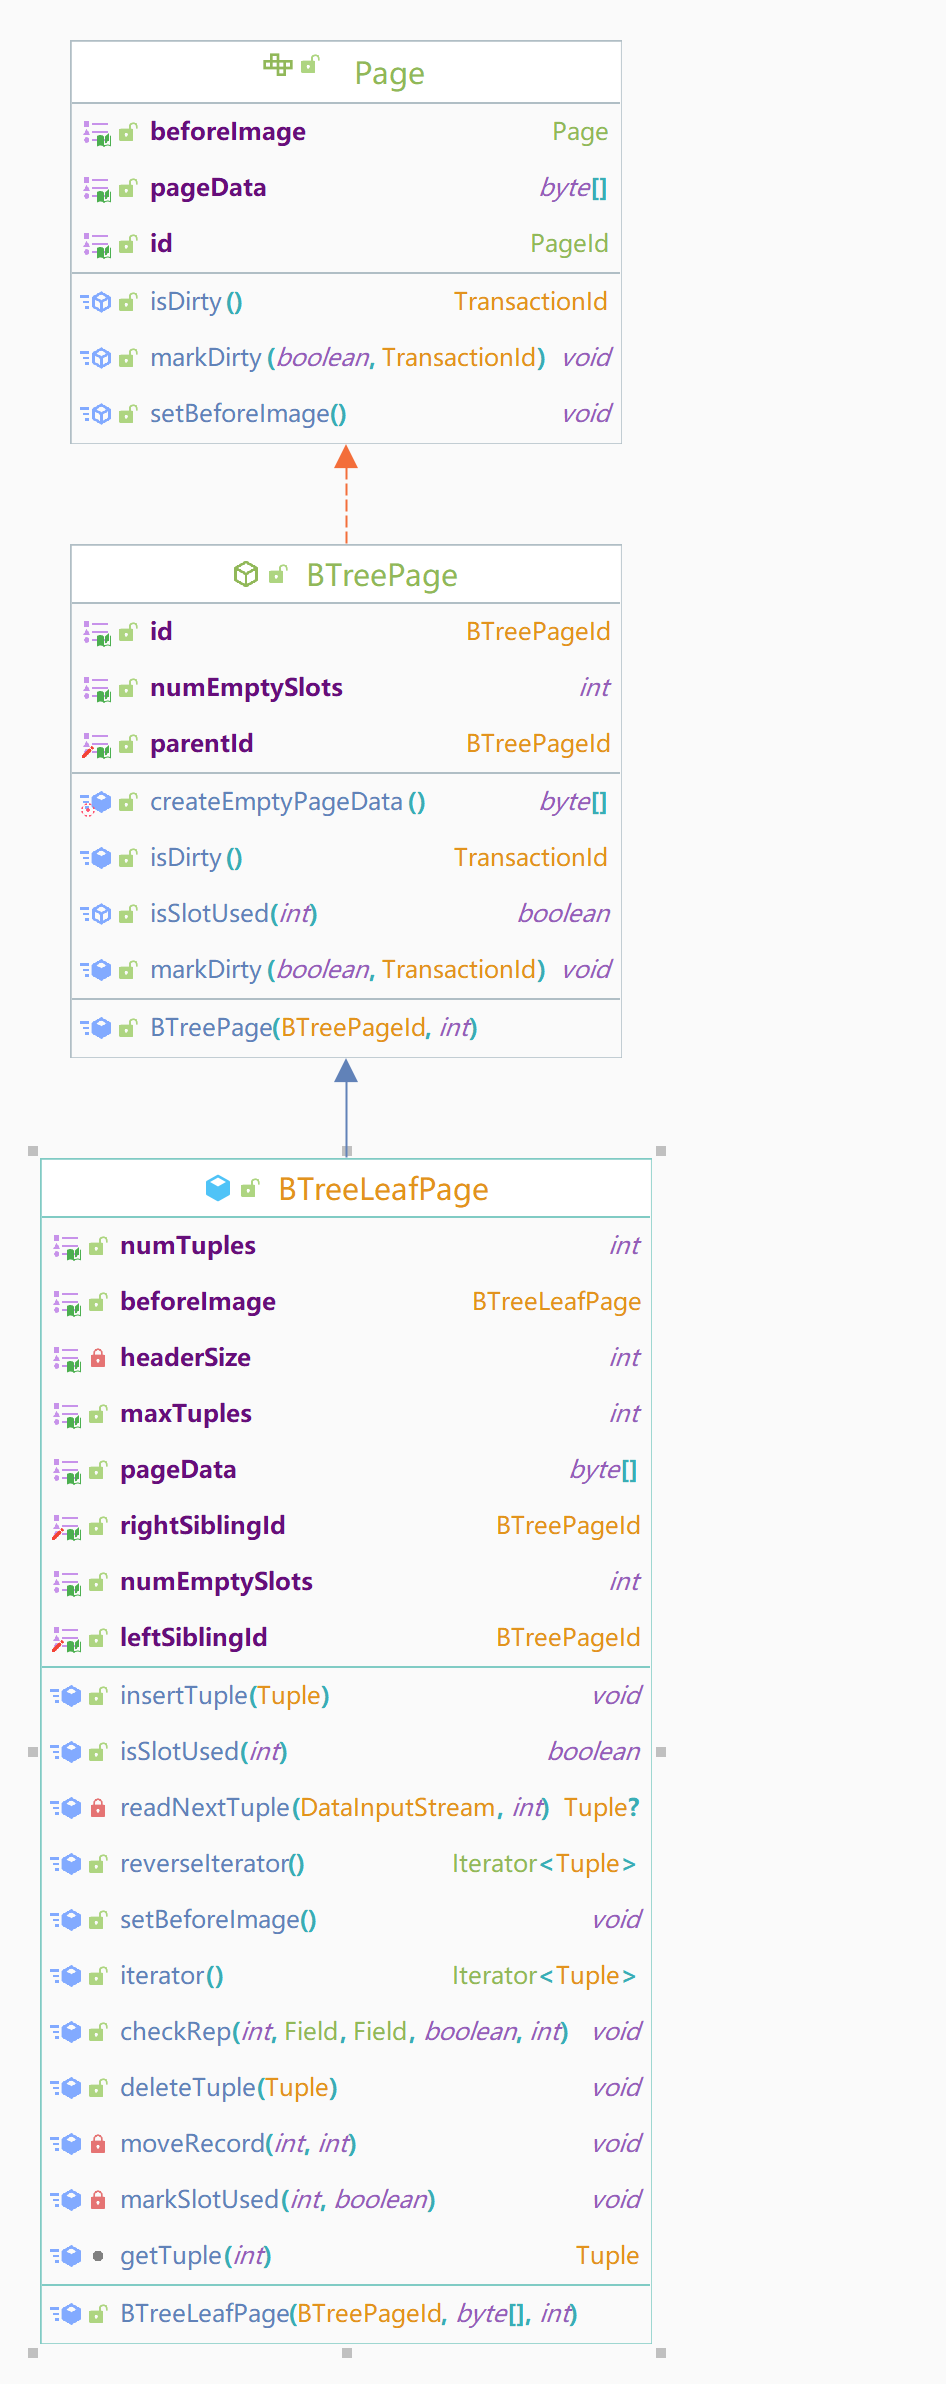 Page
beforeImage Page
pageData byte[]
id PageId
isDirty() TransactionId
markDirty(boolean, TransactionId) void
setBeforeImage() void
BTreePage
id BTreePageId
numEmptySlots int
parentId BTreePageId
createEmptyPageData() byte[]
isDirty() TransactionId
isSlotUsed(int) boolean
markDirty(boolean, TransactionId) void
BTreePage(BTreePageId, int)
BTreeLeafPage
numTuples int
beforeImage BTreeLeafPage
headerSize int
maxTuples int
pageData byte[]
rightSiblingId BTreePageId
numEmptySlots int
leftSiblingId BTreePageId
insertTuple(Tuple) void
isSlotUsed(int) boolean
readNextTuple(DataInputStream, int) Tuple?
reverseIterator() Iterator<Tuple>
setBeforeImage() void
iterator() Iterator<Tuple>
checkRep(int, Field, Field, boolean, int) void
deleteTuple(Tuple) void
moveRecord(int, int) void
markSlotUsed(int, boolean) void
getTuple(int) Tuple
BTreeLeafPage(BTreePageId, byte[], int)